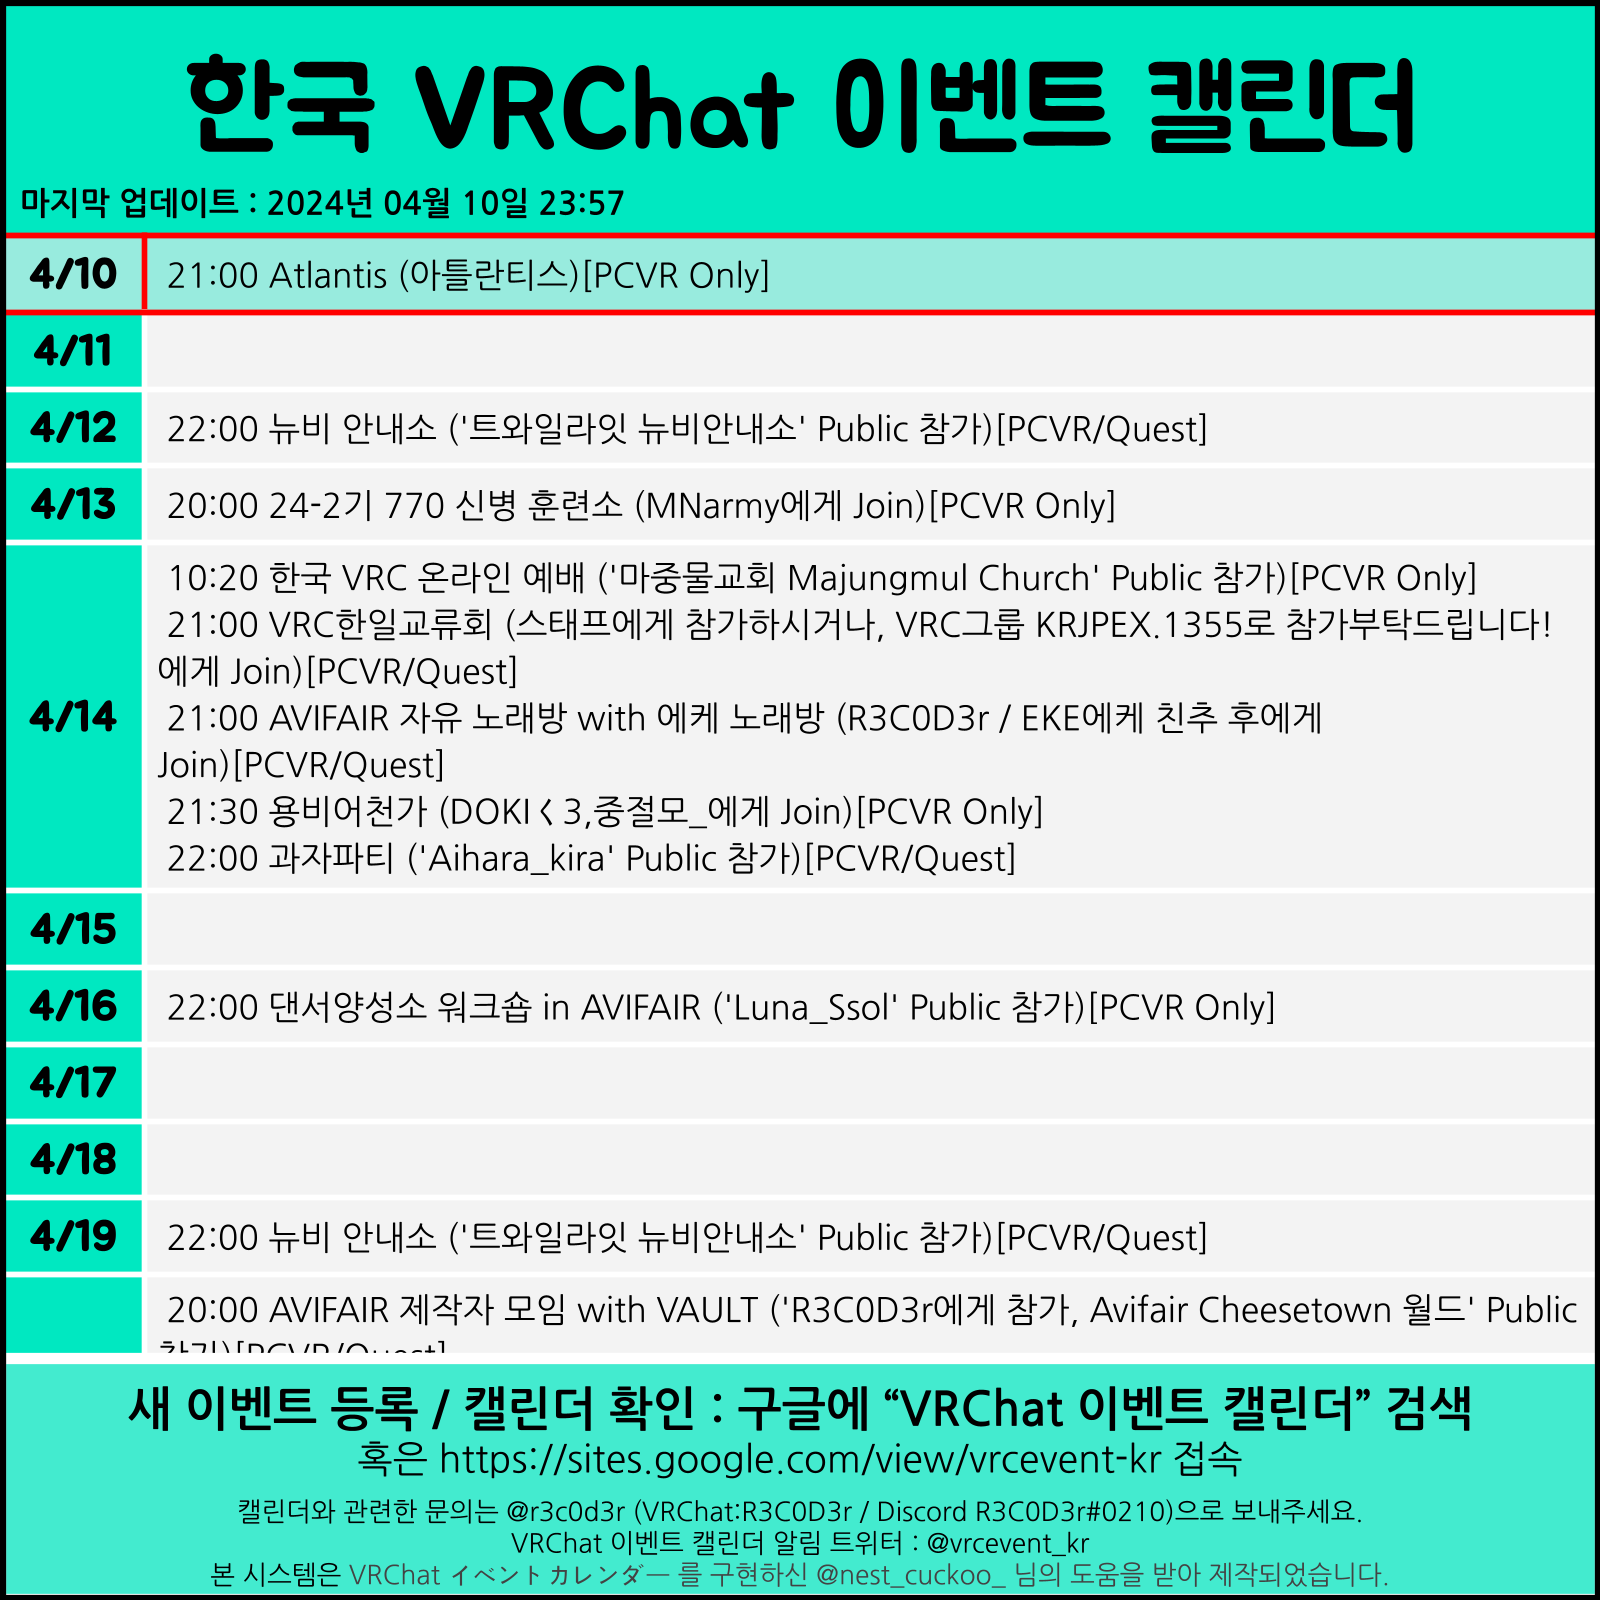 한국 VRChat 이벤트 캘린더
마지막 업데이트 : 2024년 04월 10일 23:57
4/10 21:00 Atlantis (아틀란티스)[PCVR Only]
4/11
4/12 22:00 뉴비 안내소 ('트와일라잇 뉴비안내소' Public 참가)[PCVR/Quest]
4/13 20:00 24-2기 770 신병 훈련소 (MNarmy에게 Join)[PCVR Only]
4/14
10:20 한국 VRC 온라인 예배 ('마중물교회 Majungmul Church' Public 참가)[PCVR Only]
21:00 VRC한일교류회 (스태프에게 참가하시거나, VRC그룹 KRJPEX.1355로 참가부탁드립니다!
에게 Join)[PCVR/Quest]
21:00 AVIFAIR 자유 노래방 with 에케 노래방 (R3C0D3r / EKE에케 친추 후에게
Join)[PCVR/Quest]
21:30 용비어천가 (DOKIく3,중절모_에게 Join)[PCVR Only]
22:00 과자파티 ('Aihara_kira' Public 참가)[PCVR/Quest]
4/15
4/16 22:00 댄서양성소 워크숍 in AVIFAIR ('Luna_Ssol' Public 참가)[PCVR Only]
4/17
4/18
4/19 22:00 뉴비 안내소 ('트와일라잇 뉴비안내소' Public 참가)[PCVR/Quest]
20:00 AVIFAIR 제작자 모임 with VAULT ('R3C0D3r에게 참가, Avifair Cheesetown 월드' Public
참가)[PCVR/Quest]
새 이벤트 등록 / 캘린더 확인 : 구글에 “VRChat 이벤트 캘린더” 검색
혹은 https://sites.google.com/view/vrcevent-kr 접속
캘린더와 관련한 문의는 @r3c0d3r (VRChat:R3C0D3r / Discord R3C0D3r#0210)으로 보내주세요.
VRChat 이벤트 캘린더 알림 트위터 : @vrcevent_kr
본 시스템은 VRChat イベントカレンダー 를 구현하신 @nest_cuckoo_ 님의 도움을 받아 제작되었습니다.